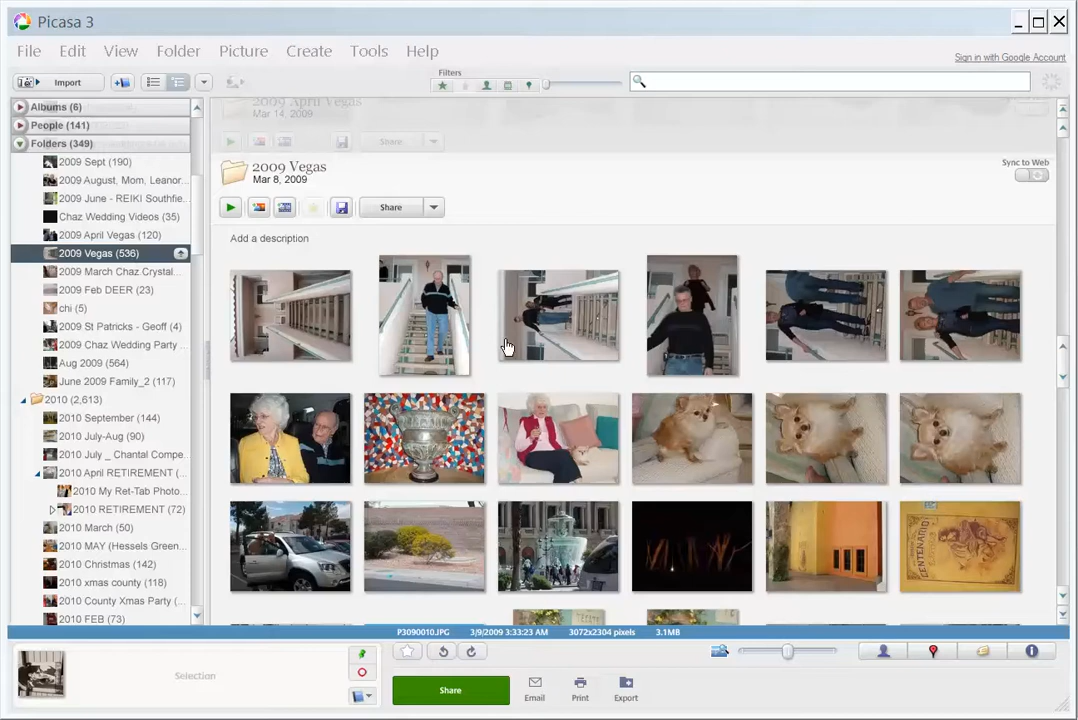 Picasa 3
File Edit View Folder Picture Create Tools Help
Sign in with Google Account
Import
Filters
Albums (6)
People (141)
Folders (349)
2009 Sept (190)
2009 August, Mom, Leanor...
2009 June - REIKI Southfie...
Chaz Wedding Videos (35)
2009 April Vegas (120)
2009 Vegas (536)
2009 March Chaz.Crystal...
2009 Feb DEER (23)
chi (5)
2009 St Patricks - Geoff (4)
2009 Chaz Wedding Party ...
Aug 2009 (564)
June 2009 Family_2 (117)
2010 (2,613)
2010 September (144)
2010 July-Aug (90)
2010 July _ Chantal Compe...
2010 April RETIREMENT (...
2010 My Ret-Tab Photo...
2010 RETIREMENT (72)
2010 March (50)
2010 MAY (Hessels Green...
2010 Christmas (142)
2010 xmas county (118)
2010 County Xmas Party (...
2010 FEB (73)
2009 April Vegas
Mar 14, 2009
Share
2009 Vegas
Mar 8, 2009
Sync to Web
Share
Add a description
CENTENARIO
P3090010.JPG 3/9/2009 3:33:23 AM 3072x2304 pixels 3.1MB
Selection
Share
Email
Print
Export